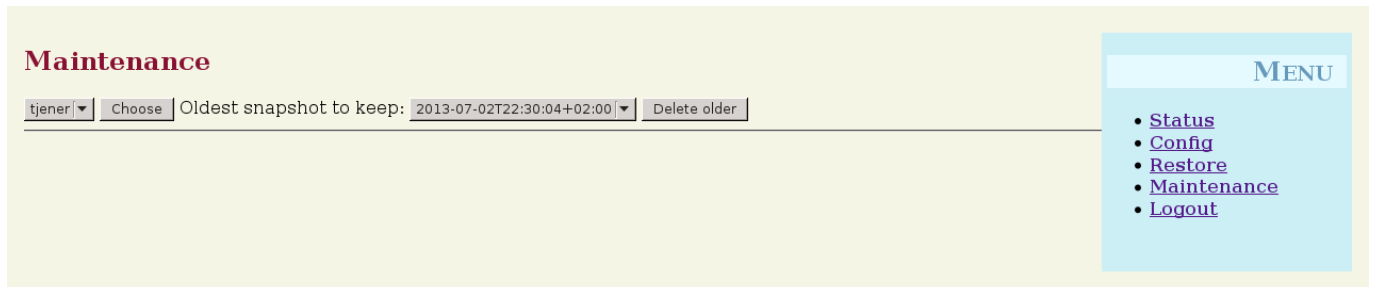 Maintenance
tjener Choose Oldest snapshot to keep: 2013-07-02T22:30:04+02:00 Delete older
MENU
Status
Config
Restore
Maintenance
Logout